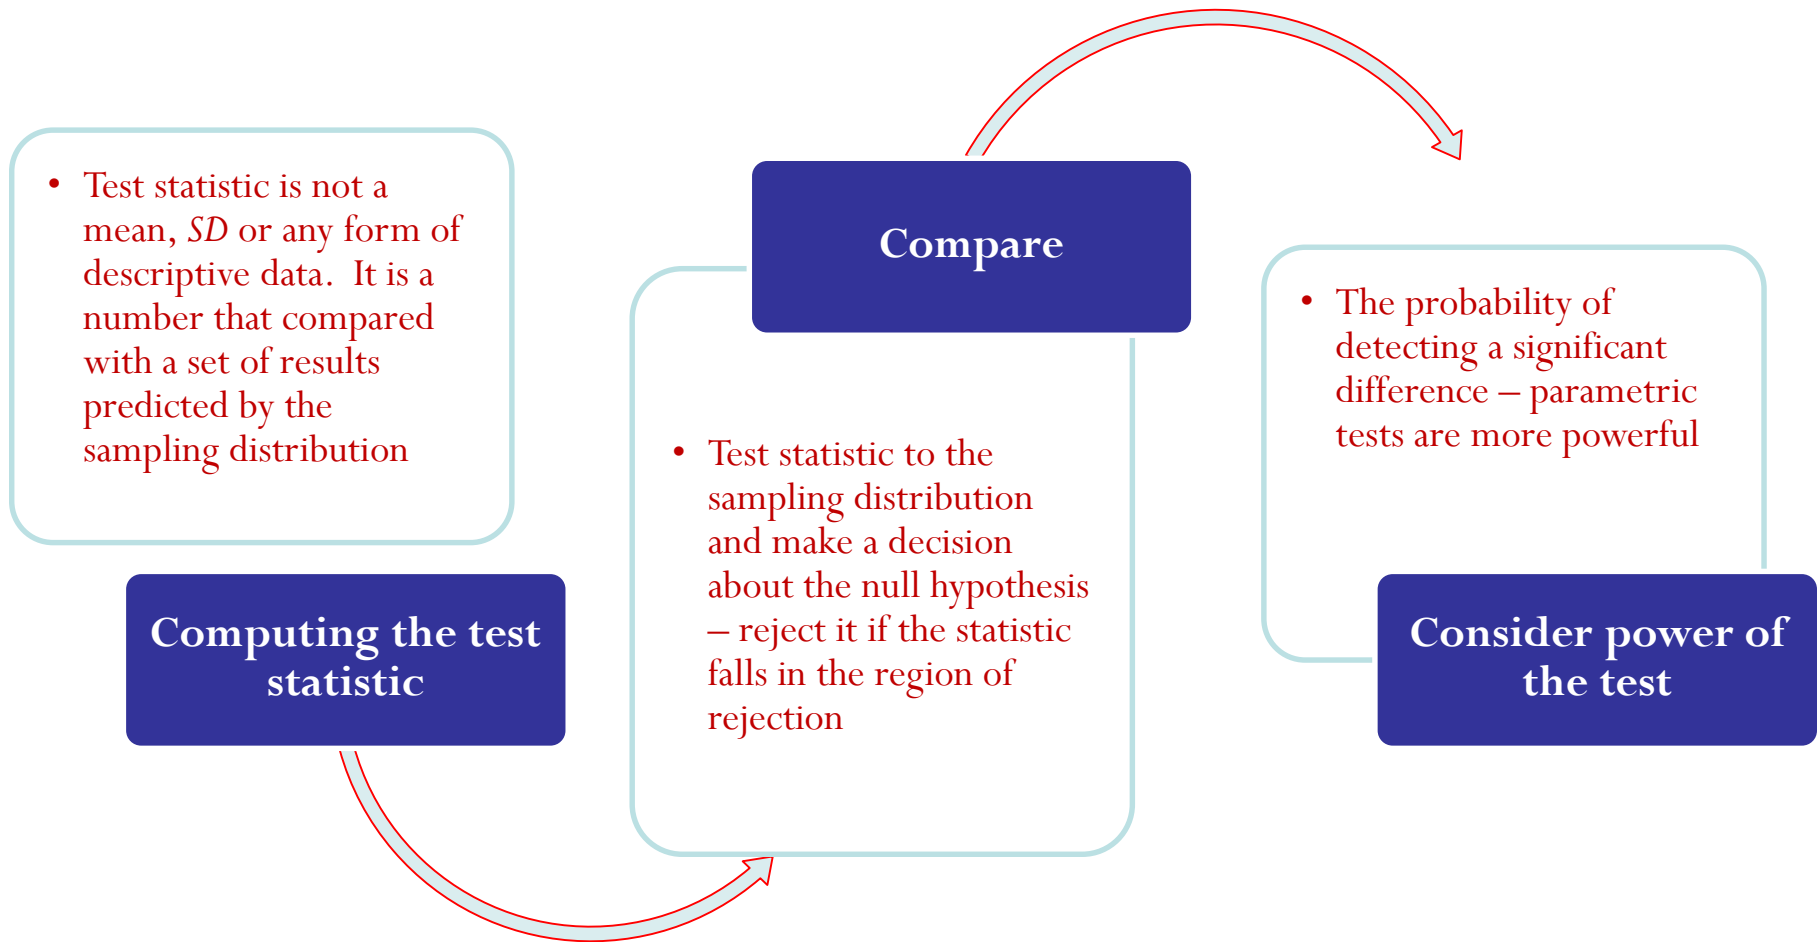 • Test statistic is not a
mean, SD or any form of
descriptive data.  It is a
number that compared
with a set of results
predicted by the
sampling distribution
Computing the test
statistic
Compare
• Test statistic to the
sampling distribution
and make a decision
about the null hypothesis
– reject it if the statistic
falls in the region of
rejection
• The probability of
detecting a significant
difference – parametric
tests are more powerful
Consider power of
the test